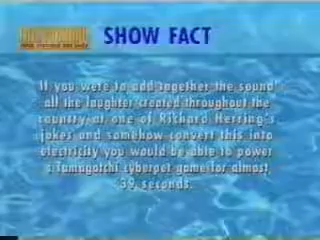 SHOW FACT
If you were to add together the sound
all the laughter created throughout the
country at one of Richard Herring's
jokes and somehow convert this into
electricity you would be able to power
a Tamagotchi cyberpet game for almost
39 seconds.